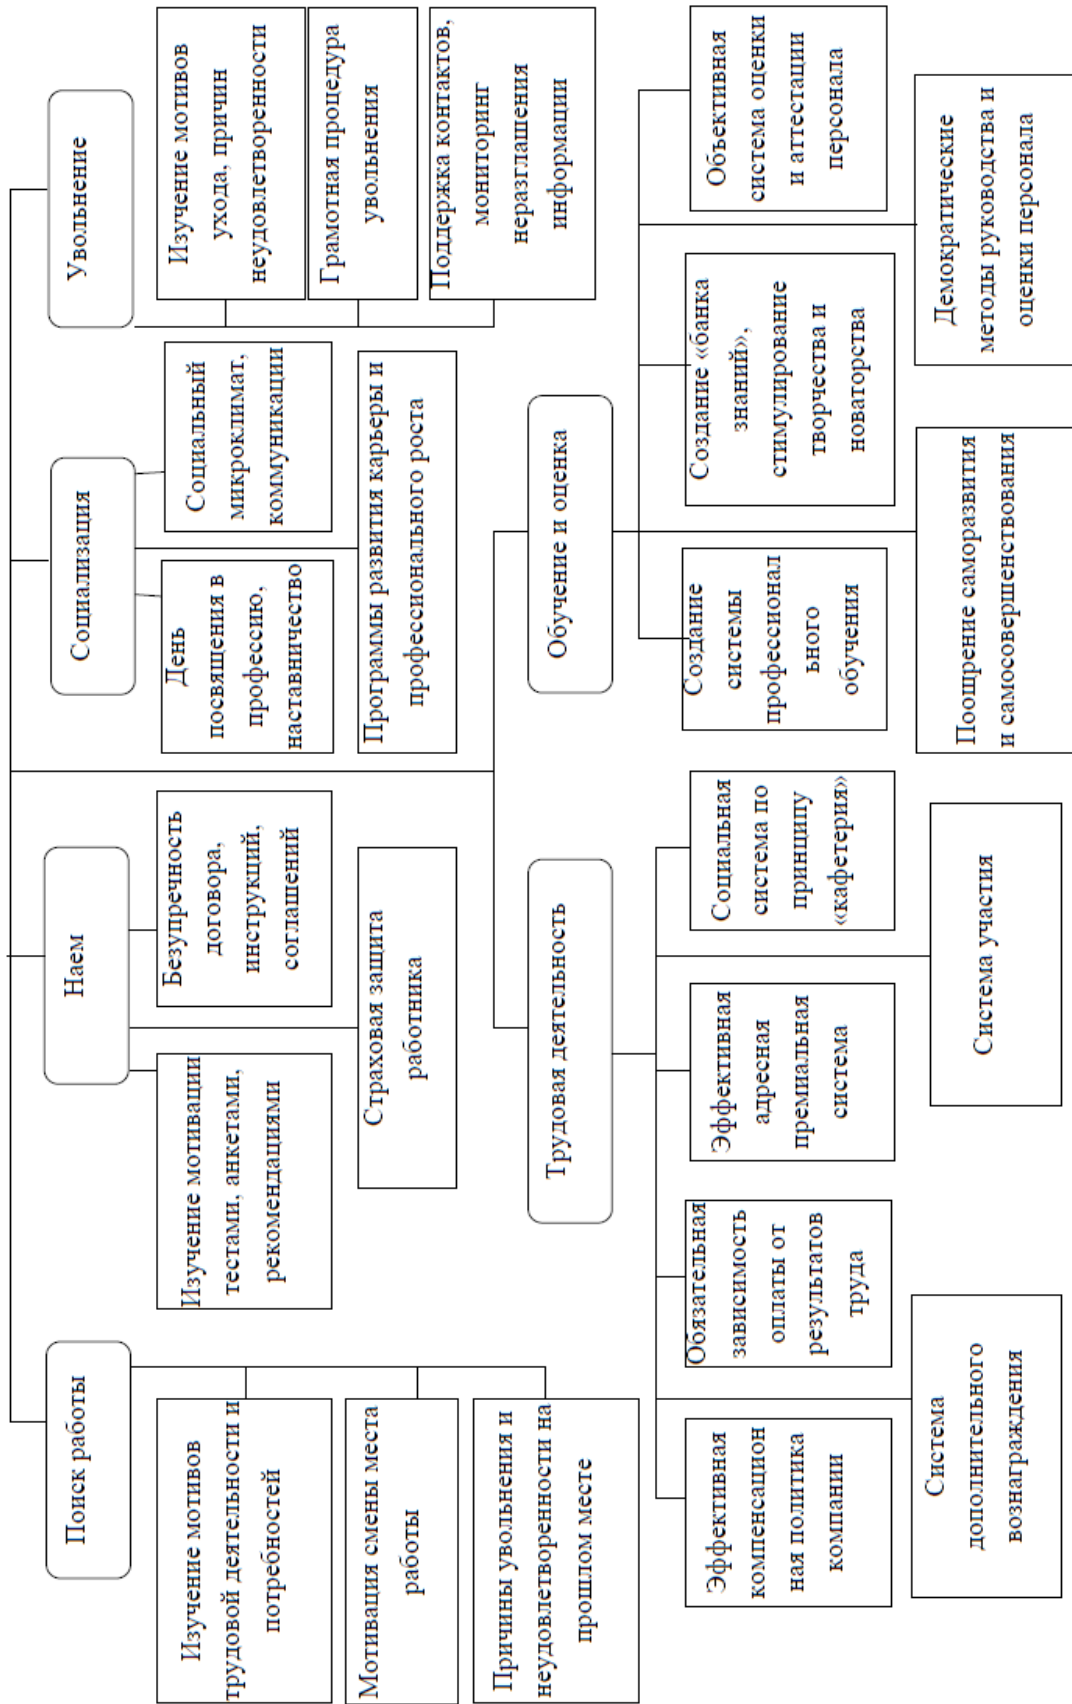 Поиск работы
Изучение мотивов
трудовой деятельности и
потребностей
Мотивация смены места
работы
Причины увольнения и
неудовлетворенности на
прошлом месте
Наем
Изучение мотивации
тестами, анкетами,
рекомендациями
Безупречность
договора,
инструкций,
соглашений
Страховая защита
работника
Социализация
День
посвящения в
профессию,
наставничество
Социальный
микроклимат,
коммуникации
Программы развития карьеры и
профессионального роста
Увольнение
Изучение мотивов
ухода, причин
неудовлетворенности
Грамотная процедура
увольнения
Поддержка контактов,
мониторинг
неразглашения
информации
Трудовая деятельность
Эффективная
компенсацион
ная политика
компании
Обязательная
зависимость
оплаты от
результатов
труда
Эффективная
адресная
премиальная
система
Социальная
система по
принципу
«кафетерия»
Система
дополнительного
вознаграждения
Система участия
Обучение и оценка
Создание
системы
профессионал
ьного
обучения
Создание «банка
знаний»,
стимулирование
творчества и
новаторства
Объективная
система оценки
и аттестации
персонала
Поощрение саморазвития
и самосовершенствования
Демократические
методы руководства и
оценки персонала